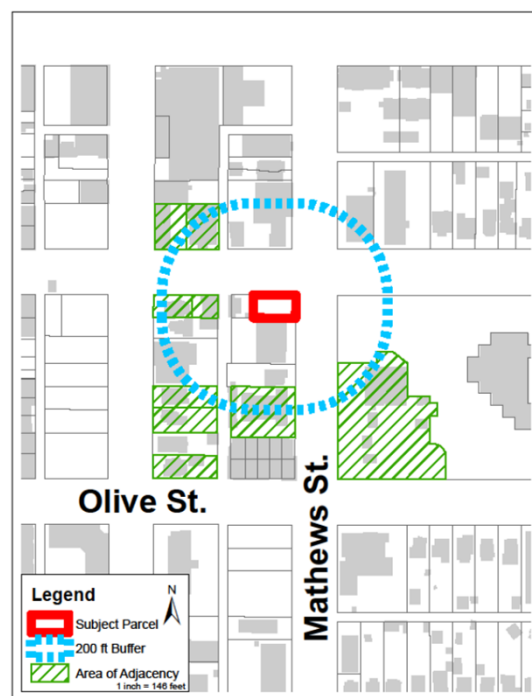 Olive St.
Mathews St.
Legend
N
Subject Parcel
200 ft Buffer
Area of Adjacency
1 inch = 146 feet